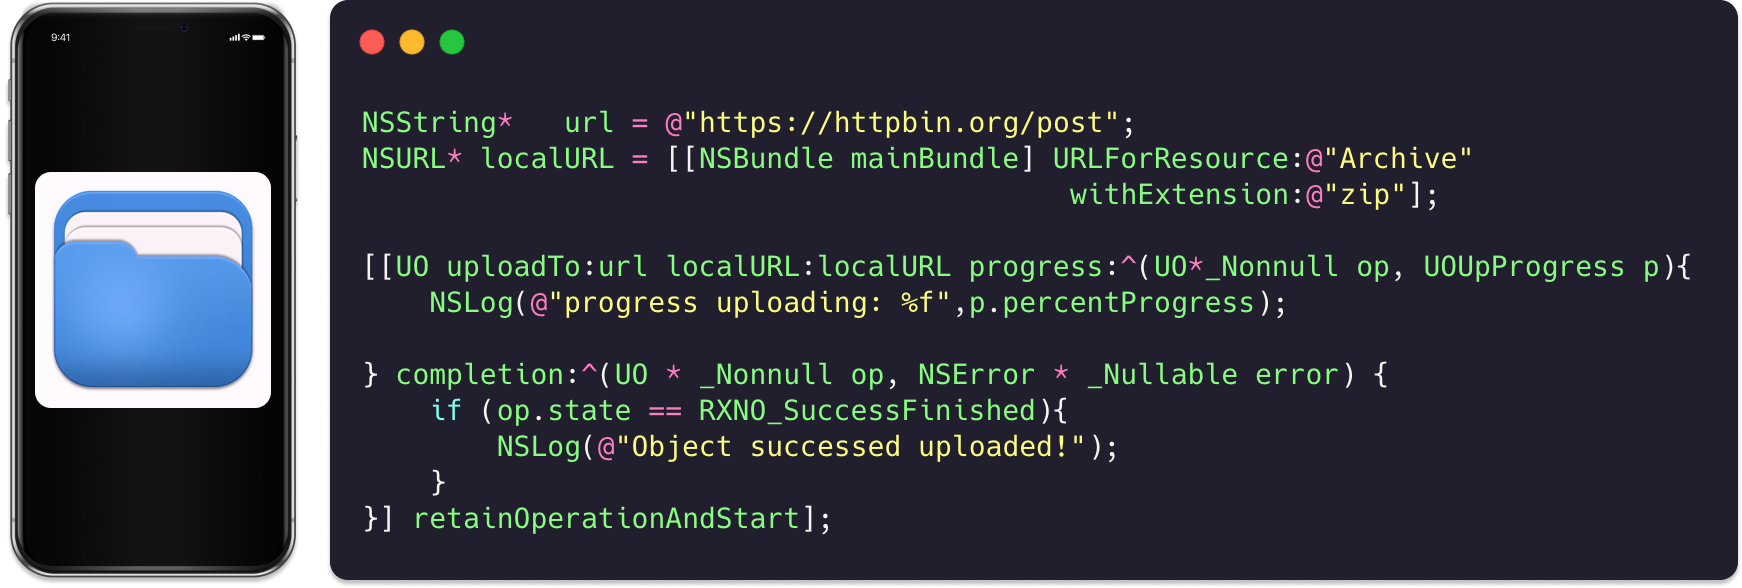 9:41
NSString*   url = @"https://httpbin.org/post";
NSURL* localURL = [[NSBundle mainBundle] URLForResource:@"Archive"
                                          withExtension:@"zip"];
[[UO uploadTo:url localURL:localURL progress:^(UO*_Nonnull op, UOUpProgress p){
    NSLog(@"progress uploading: %f",p.percentProgress);
} completion:^(UO * _Nonnull op, NSError * _Nullable error) {
    if (op.state == RXNO_SuccessFinished){
        NSLog(@"Object successed uploaded!");
    }
}] retainOperationAndStart];